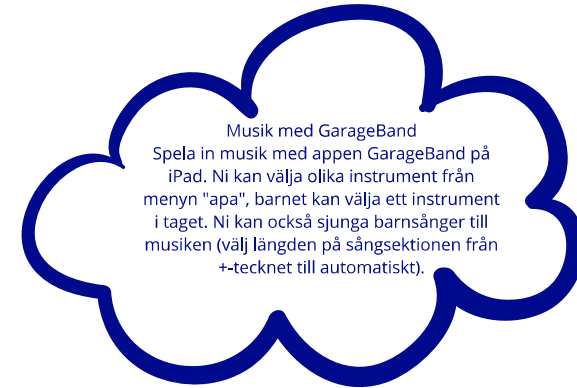 Musik med GarageBand
Spela in musik med appen GarageBand på
iPad. Ni kan välja olika instrument från
menyn "apa", barnet kan välja ett instrument
i taget. Ni kan också sjunga barnsånger till
musiken (välj längden på sångsektionen från
+-tecknet till automatiskt).